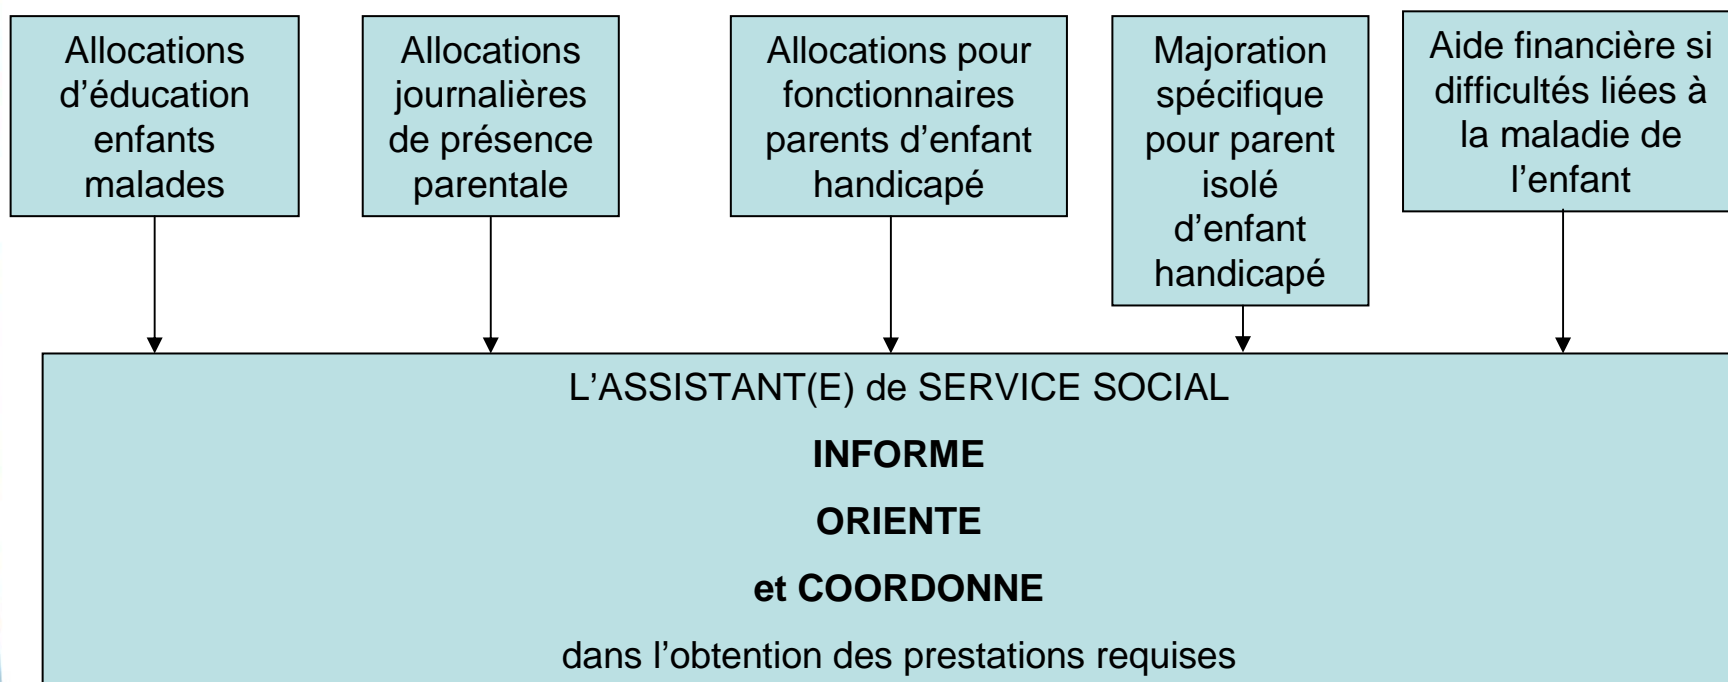 Allocations
d’éducation
enfants
malades
Allocations
journalières
de présence
parentale
Allocations pour
fonctionnaires
parents d’enfant
handicapé
Majoration
spécifique
pour parent
isolé
d’enfant
handicapé
Aide financière si
difficultés liées à
la maladie de
l’enfant
L’ASSISTANT(E) de SERVICE SOCIAL
INFORME
ORIENTE
et COORDONNE
dans l’obtention des prestations requises